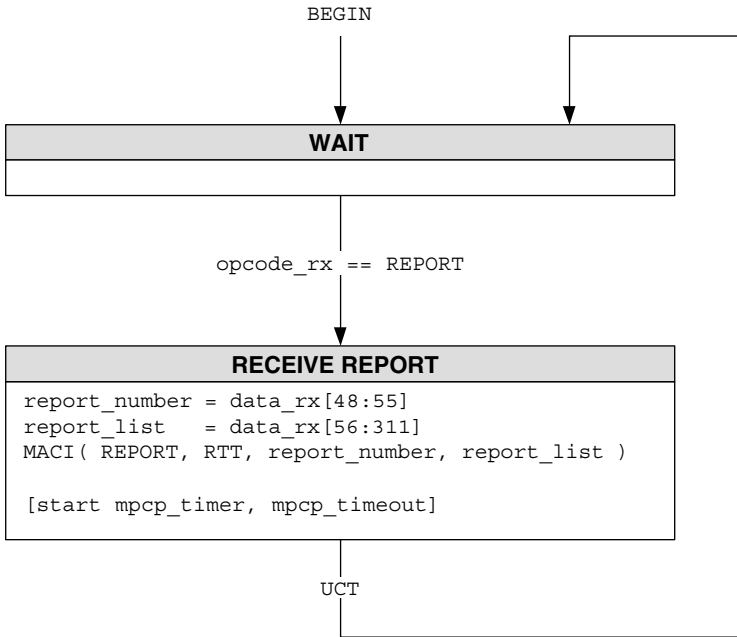 BEGIN
WAIT
opcode_rx == REPORT
RECEIVE REPORT
report_number = data_rx[48:55]
report_list   = data_rx[56:311]
MACI( REPORT, RTT, report_number, report_list )
[start mpcp_timer, mpcp_timeout]
UCT